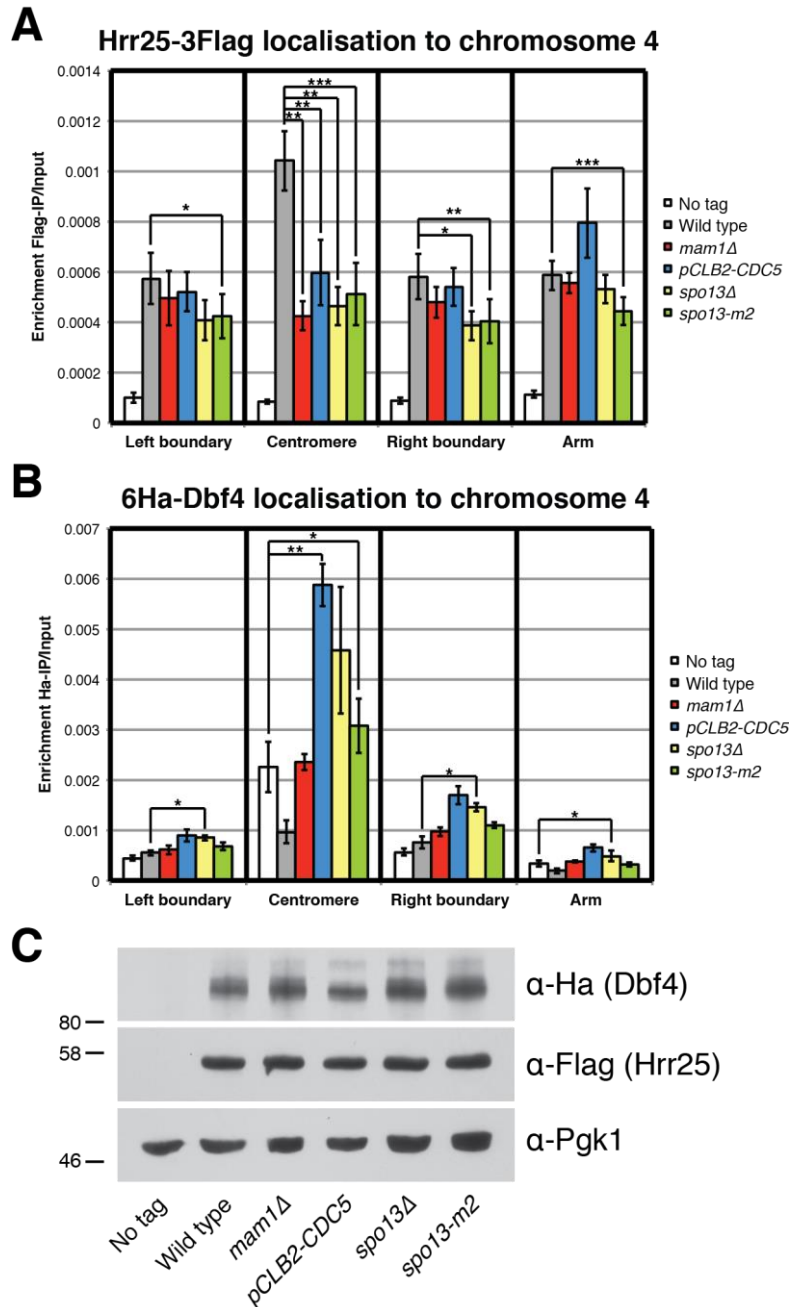 A
Hrr25-3Flag localisation to chromosome 4
Enrichment Flag-IP/Input
0.0014
0.0012
0.001
0.0008
0.0006
0.0004
0.0002
0
***
**
**
**
*
**
*
***
Left boundary
Centromere
Right boundary
Arm
No tag
Wild type
mam1Δ
pCLB2-CDC5
spo13Δ
spo13-m2
B
6Ha-Dbf4 localisation to chromosome 4
Enrichment Ha-IP/Input
0.007
0.006
0.005
0.004
0.003
0.002
0.001
0
*
**
*
*
*
Left boundary
Centromere
Right boundary
Arm
No tag
Wild type
mam1Δ
pCLB2-CDC5
spo13Δ
spo13-m2
C
α-Ha (Dbf4)
80
58
α-Flag (Hrr25)
α-Pgk1
46
No tag
Wild type
mam1Δ
pCLB2-CDC5
spo13Δ
spo13-m2